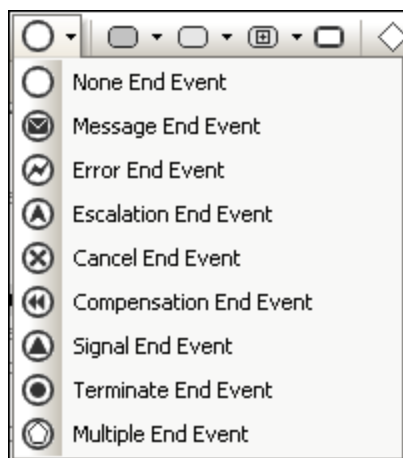 None End Event
Message End Event
Error End Event
Escalation End Event
Cancel End Event
Compensation End Event
Signal End Event
Terminate End Event
Multiple End Event